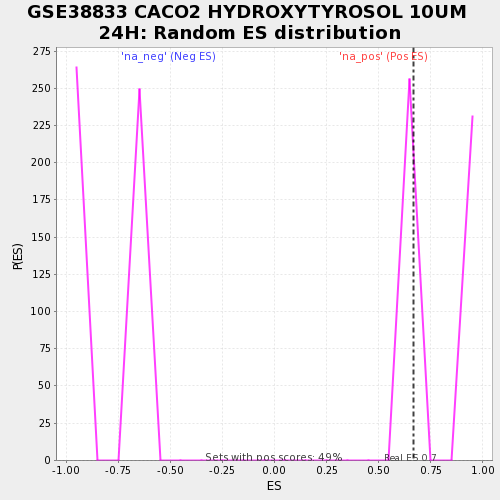 GSE38833 CACO2 HYDROXYTYROSOL 10UM
24H: Random ES distribution
'na_neg' (Neg ES)
'na_pos' (Pos ES)
275
250
225
200
175
150
125
100
75
50
25
0
P(ES)
Sets with pos scores: 49%
Real ES 0.7
-1.00 -0.75 -0.50 -0.25 0.00 0.25 0.50 0.75 1.00
ES